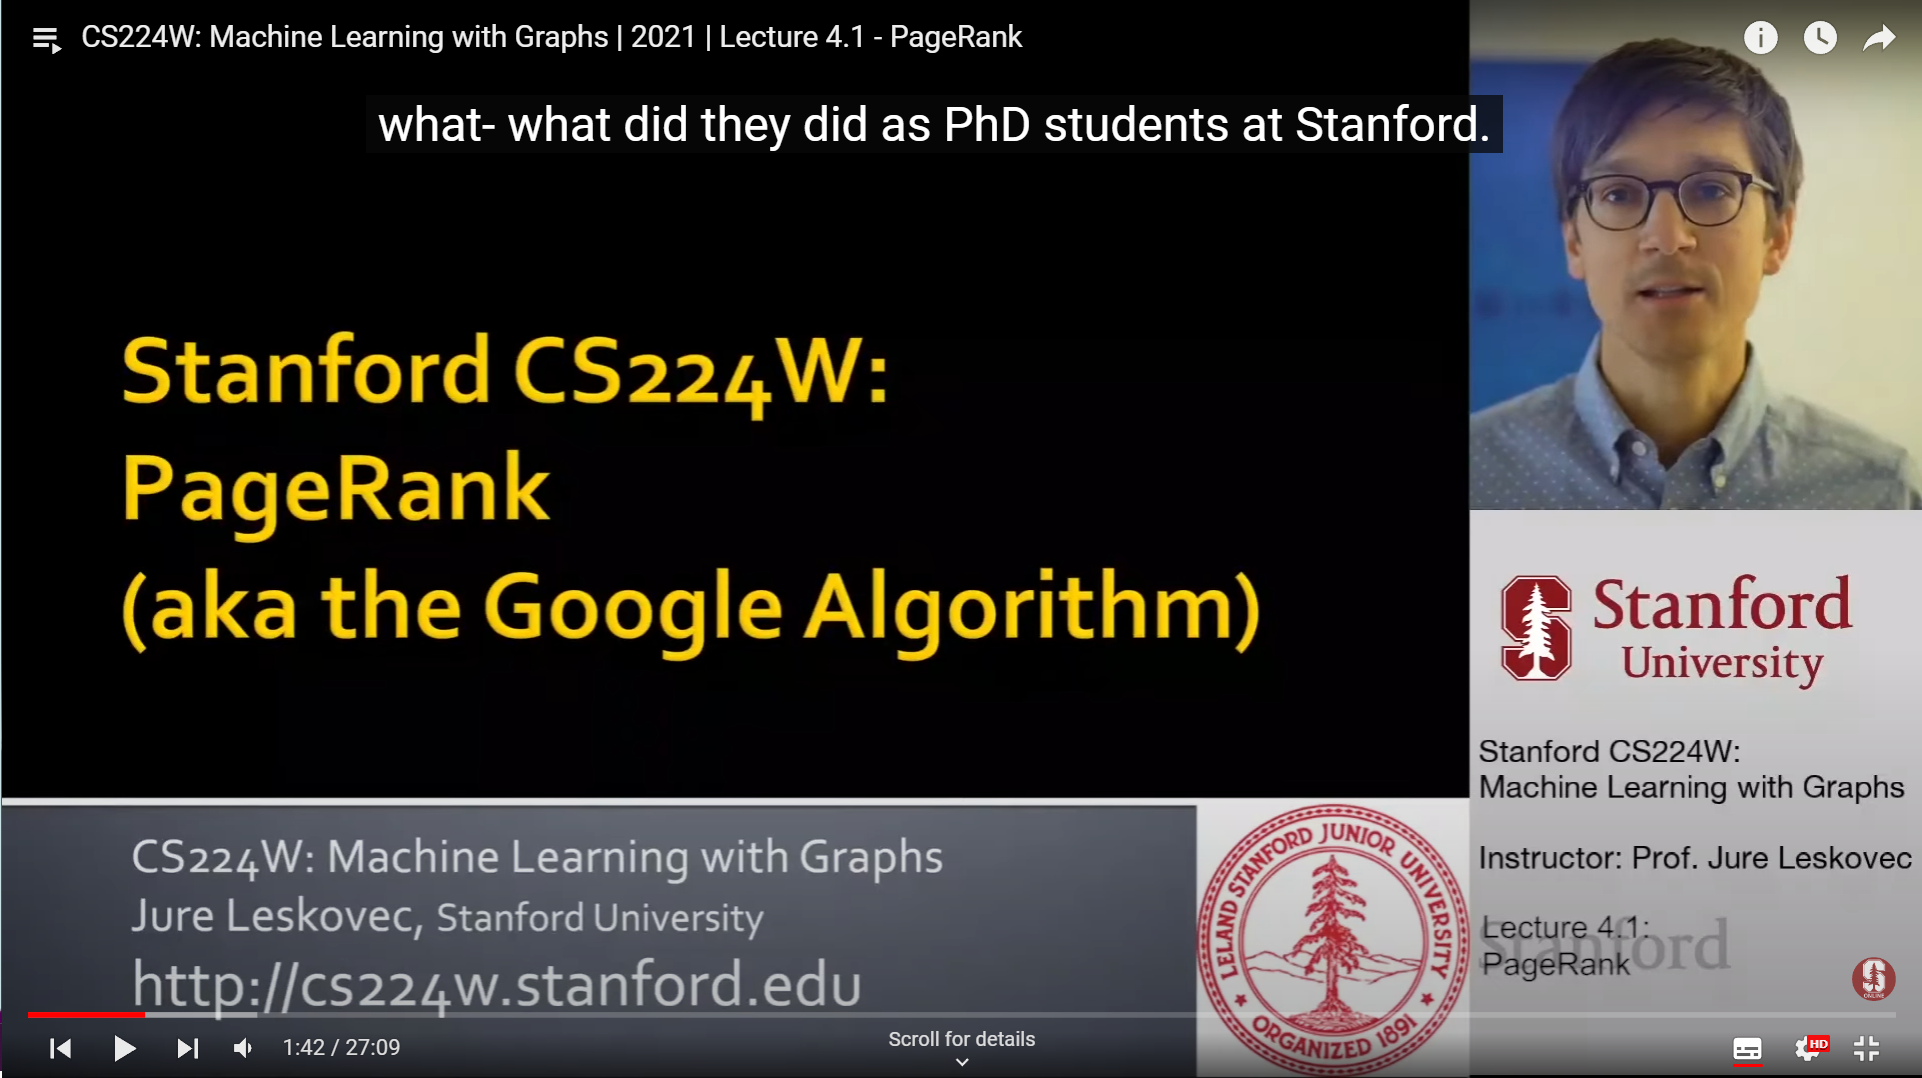 CS224W: Machine Learning with Graphs | 2021 | Lecture 4.1 - PageRank
what- what did they did as PhD students at Stanford.
Stanford CS224W:
PageRank
(aka the Google Algorithm)
CS224W: Machine Learning with Graphs
Jure Leskovec, Stanford University
http://cs224w.stanford.edu
LELAND STANFORD JUNIOR UNIVERSITY
ORGANIZED 1891
Stanford
University
Stanford CS224W:
Machine Learning with Graphs
Instructor: Prof. Jure Leskovec
Lecture 4.1:
PageRank
Stanford
S
ONLINE
1:42 / 27:09
Scroll for details
HD